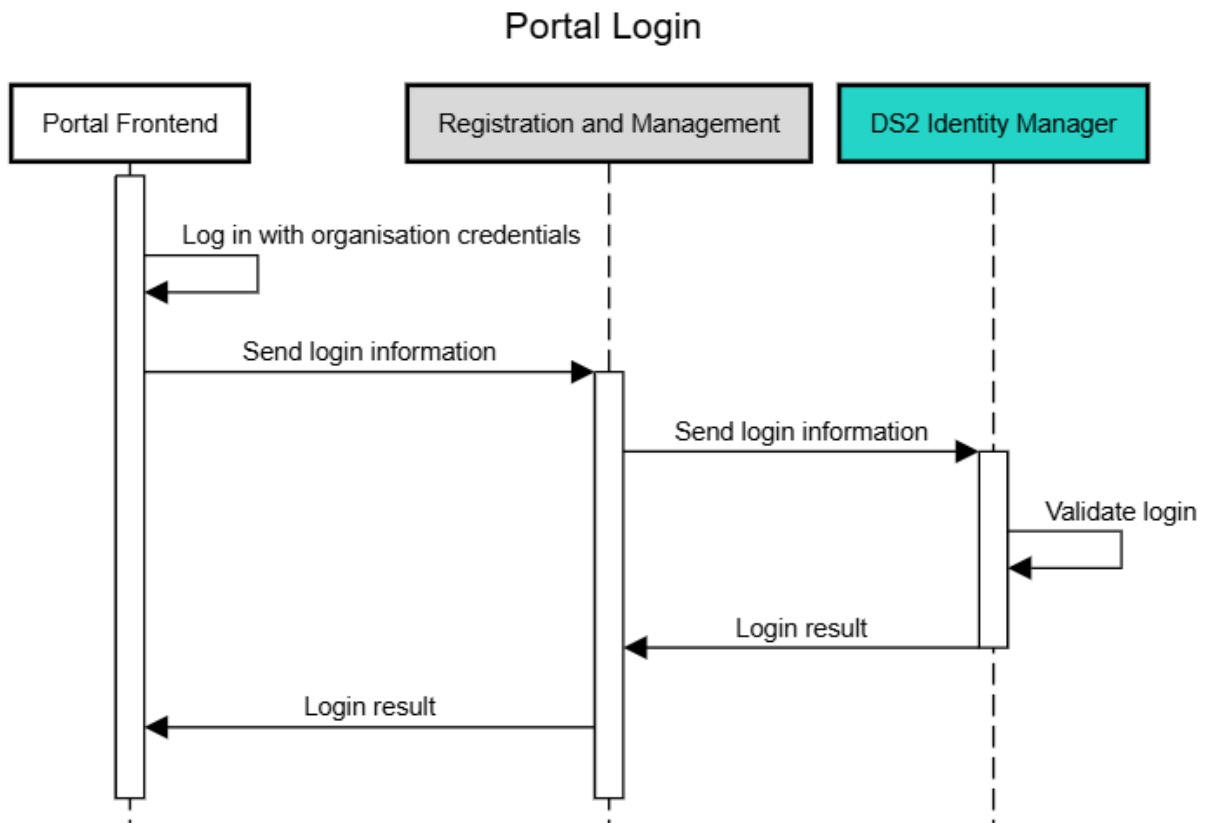 Portal Login
Portal Frontend
Registration and Management
DS2 Identity Manager
Log in with organisation credentials
Send login information
Send login information
Validate login
Login result
Login result